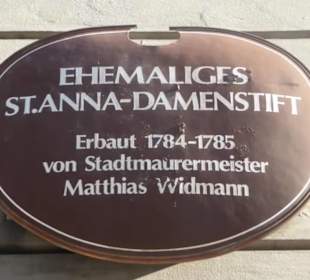 EHEMALIGES
ST.ANNA-DAMENSTIFT
Erbaut 1784-1785
von Stadtmaurermeister
Matthias Widmann